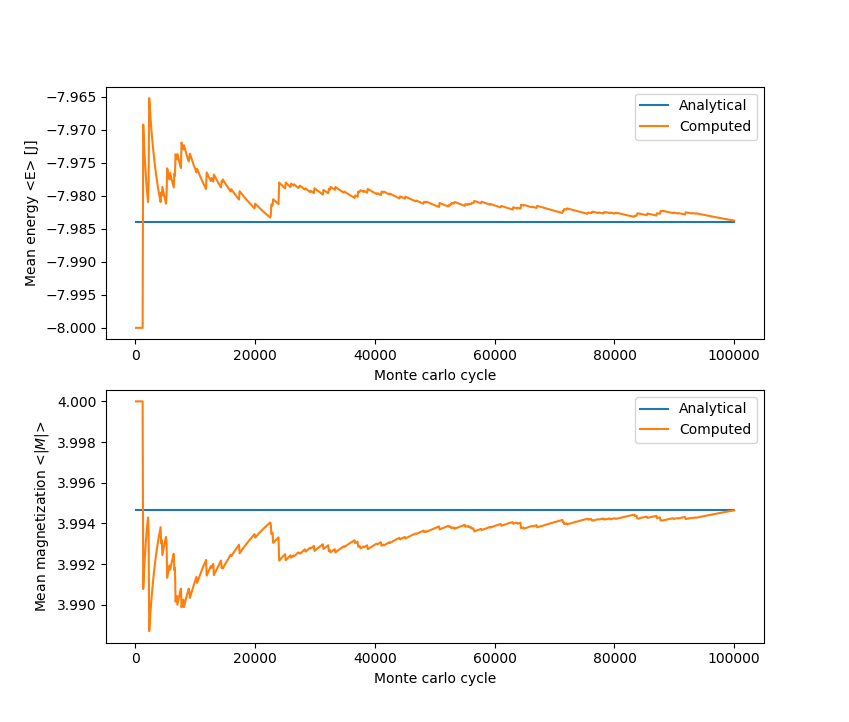 −7.965
−7.970
−7.975
−7.980
−7.985
−7.990
−7.995
−8.000
Mean energy <E> [J]
Analytical
Computed
0 20000 40000 60000 80000 100000
Monte carlo cycle
4.000
3.998
3.996
3.994
3.992
3.990
Mean magnetization <|M|>
Analytical
Computed
0 20000 40000 60000 80000 100000
Monte carlo cycle